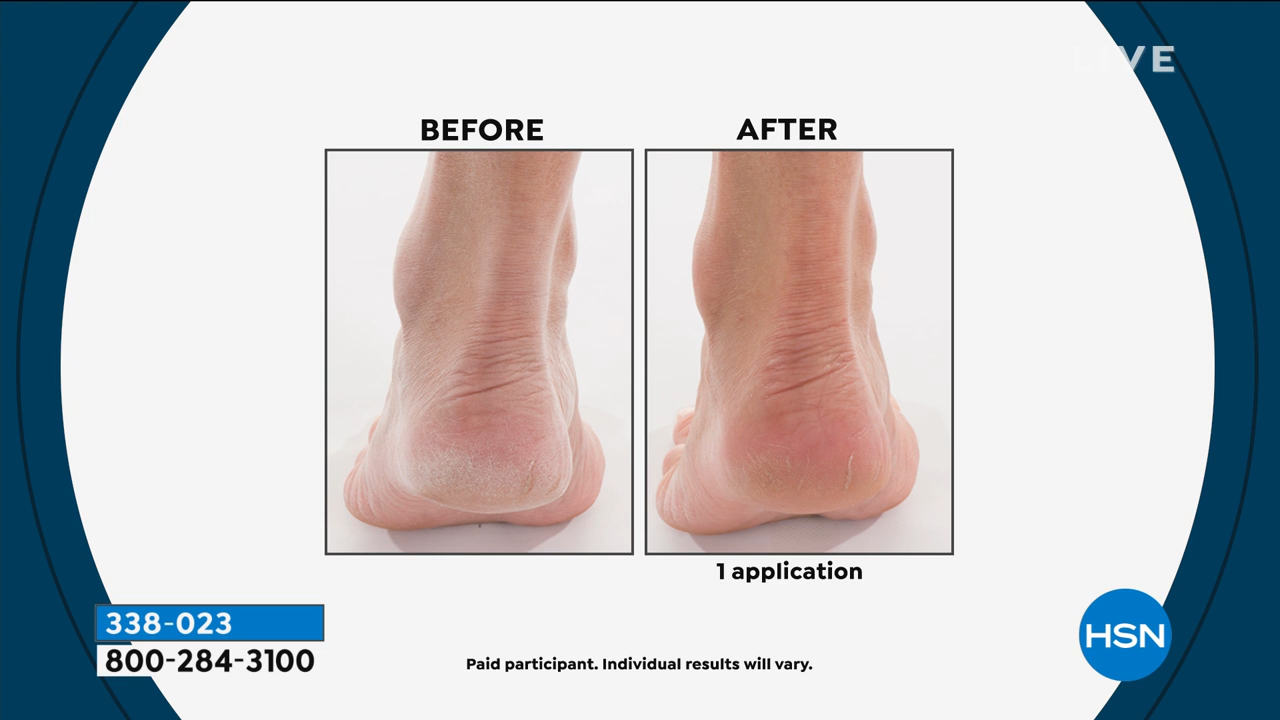 LIVE
BEFORE
AFTER
1 application
338-023
800-284-3100
Paid participant. Individual results will vary.
HSN